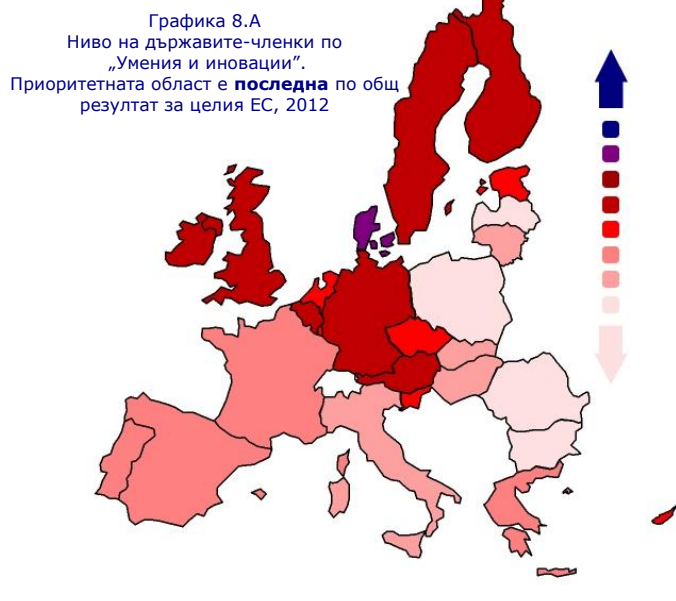 Графика 8.А
Ниво на държавите-членки по
„Умения и иновации”.
Приоритетната област е последна по общ
резултат за целия ЕС, 2012